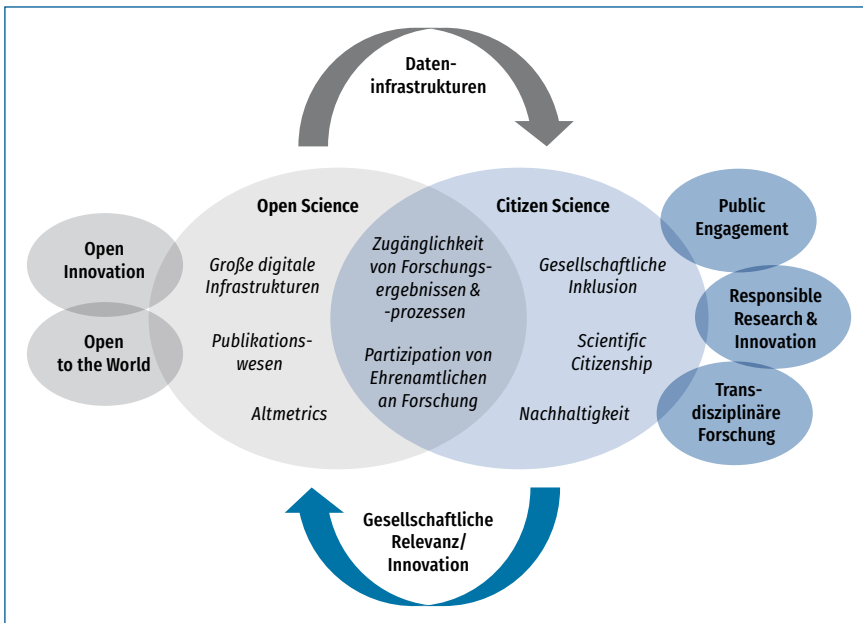 Daten-
infrastrukturen
Open Science
Citizen Science
Open
Innovation
Open
to the World
Große digitale
Infrastrukturen
Publikations-
wesen
Altmetrics
Zugänglichkeit
von Forschungs-
ergebnissen &
-prozessen
Partizipation von
Ehrenamtlichen
an Forschung
Gesellschaftliche
Inklusion
Scientific
Citizenship
Nachhaltigkeit
Public
Engagement
Responsible
Research &
Innovation
Trans-
disziplinäre
Forschung
Gesellschaftliche
Relevanz/
Innovation